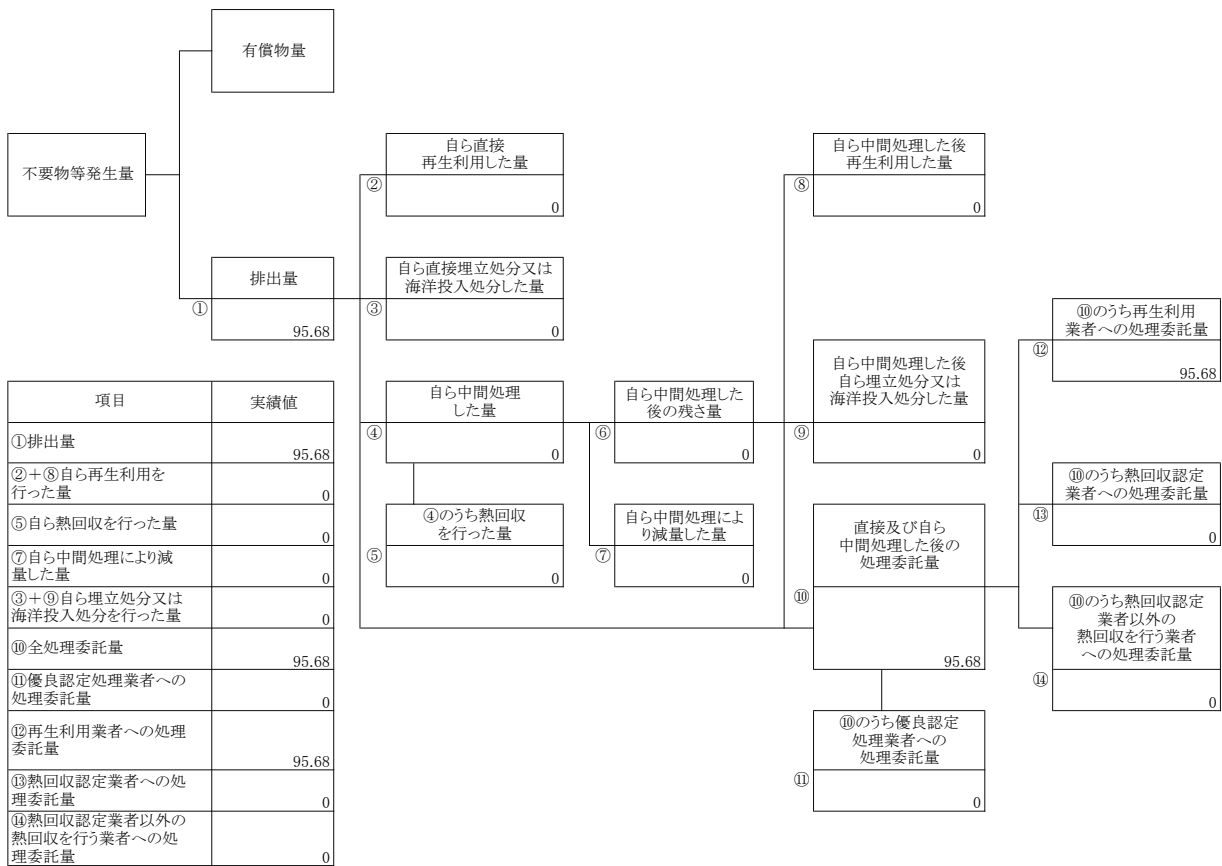 有償物量
不要物等発生量
自ら直接
再生利用した量
②
0
自ら中間処理した後
再生利用した量
⑧
0
排出量
①
95.68
自ら直接埋立処分又は
海洋投入処分した量
③
0
⑩のうち再生利用
業者への処理委託量
⑫
95.68
自ら中間処理
した量
④
0
自ら中間処理した
後の残さ量
⑥
0
自ら中間処理した後
自ら埋立処分又は
海洋投入処分した量
⑨
0
⑩のうち熱回収認定
業者への処理委託量
⑬
0
④のうち熱回収
を行った量
⑤
0
自ら中間処理によ
り減量した量
⑦
0
直接及び自ら
中間処理した後の
処理委託量
⑩
95.68
⑩のうち熱回収認定
業者以外の
熱回収を行う業者
への処理委託量
⑭
0
⑩のうち優良認定
処理業者への
処理委託量
⑪
0
項目 実績値
①排出量 95.68
②+⑧自ら再生利用を
行った量 0
⑤自ら熱回収を行った量 0
⑦自ら中間処理により減
量した量 0
③+⑨自ら埋立処分又は
海洋投入処分を行った量 0
⑩全処理委託量 95.68
⑪優良認定処理業者への
処理委託量 0
⑫再生利用業者への処理
委託量 95.68
⑬熱回収認定業者への処
理委託量 0
⑭熱回収認定業者以外の
熱回収を行う業者への処
理委託量 0